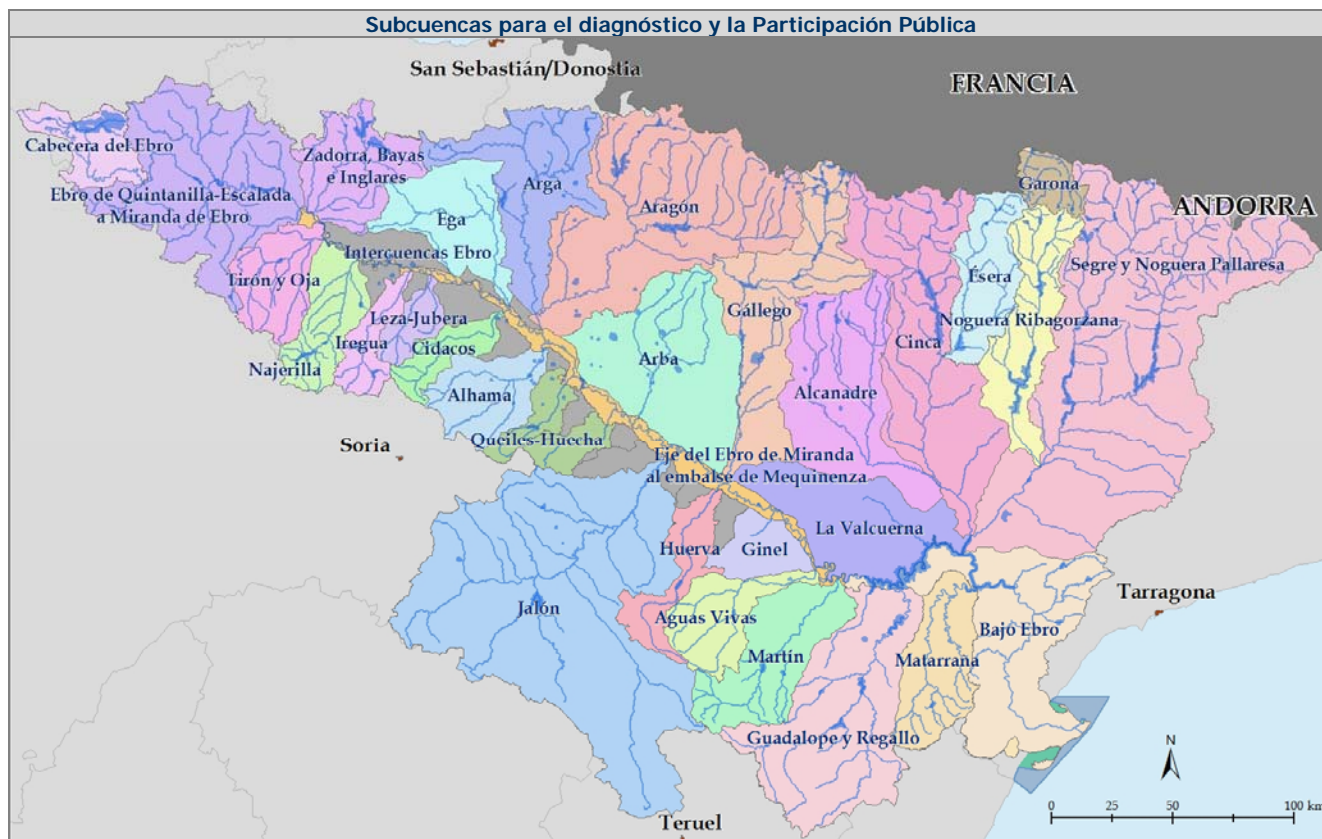 Subcuencas para el diagnóstico y la Participación Pública
San Sebastián/Donostia
FRANCIA
Cabecera del Ebro
Zadorra, Bayas
e Inglares
Ebro de Quintanilla-Escalada
a Miranda de Ebro
Arga
Garona
ANDORRA
Aragón
Ega
Intercuencas Ebro
Tirón y Oja
Ésera
Segre y Noguera Pallaresa
Leza-Jubera
Gállego
Noguera Ribagorzana
Iregua
Cidacos
Cinca
Najerilla
Arba
Alhama
Alcanadre
Soria
Queiles-Huecha
Eje del Ebro de Miranda
al embalse de Mequinenza
La Valcuerna
Huerva
Ginel
Jalón
Tarragona
Aguas Vivas
Bajo Ebro
Martín
Matarraña
Guadalope y Regallo
N
0 25 50 100 km
Teruel